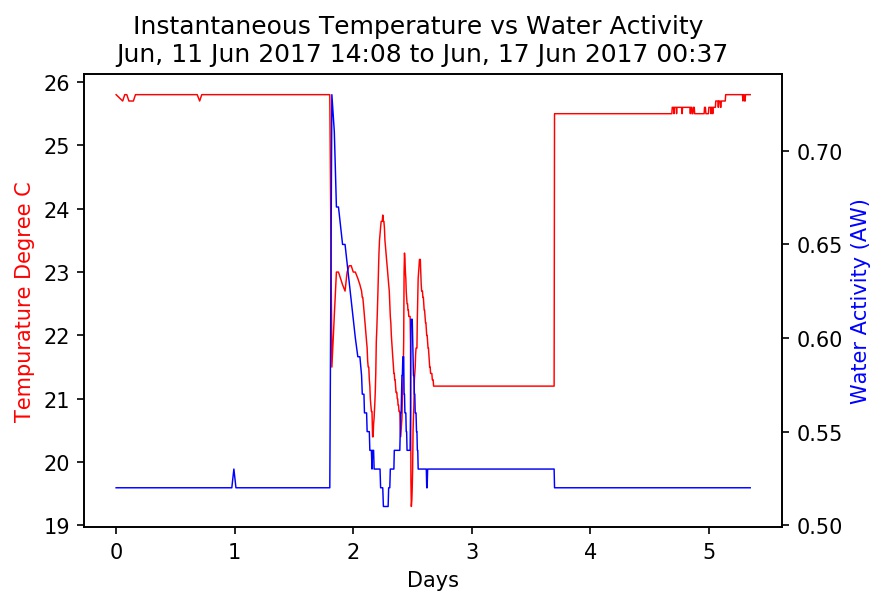 Instantaneous Temperature vs Water Activity
Jun, 11 Jun 2017 14:08 to Jun, 17 Jun 2017 00:37
26
25
24
23
22
21
20
19
Tempurature Degree C
0.70
0.65
0.60
0.55
0.50
Water Activity (AW)
0 1 2 3 4 5
Days